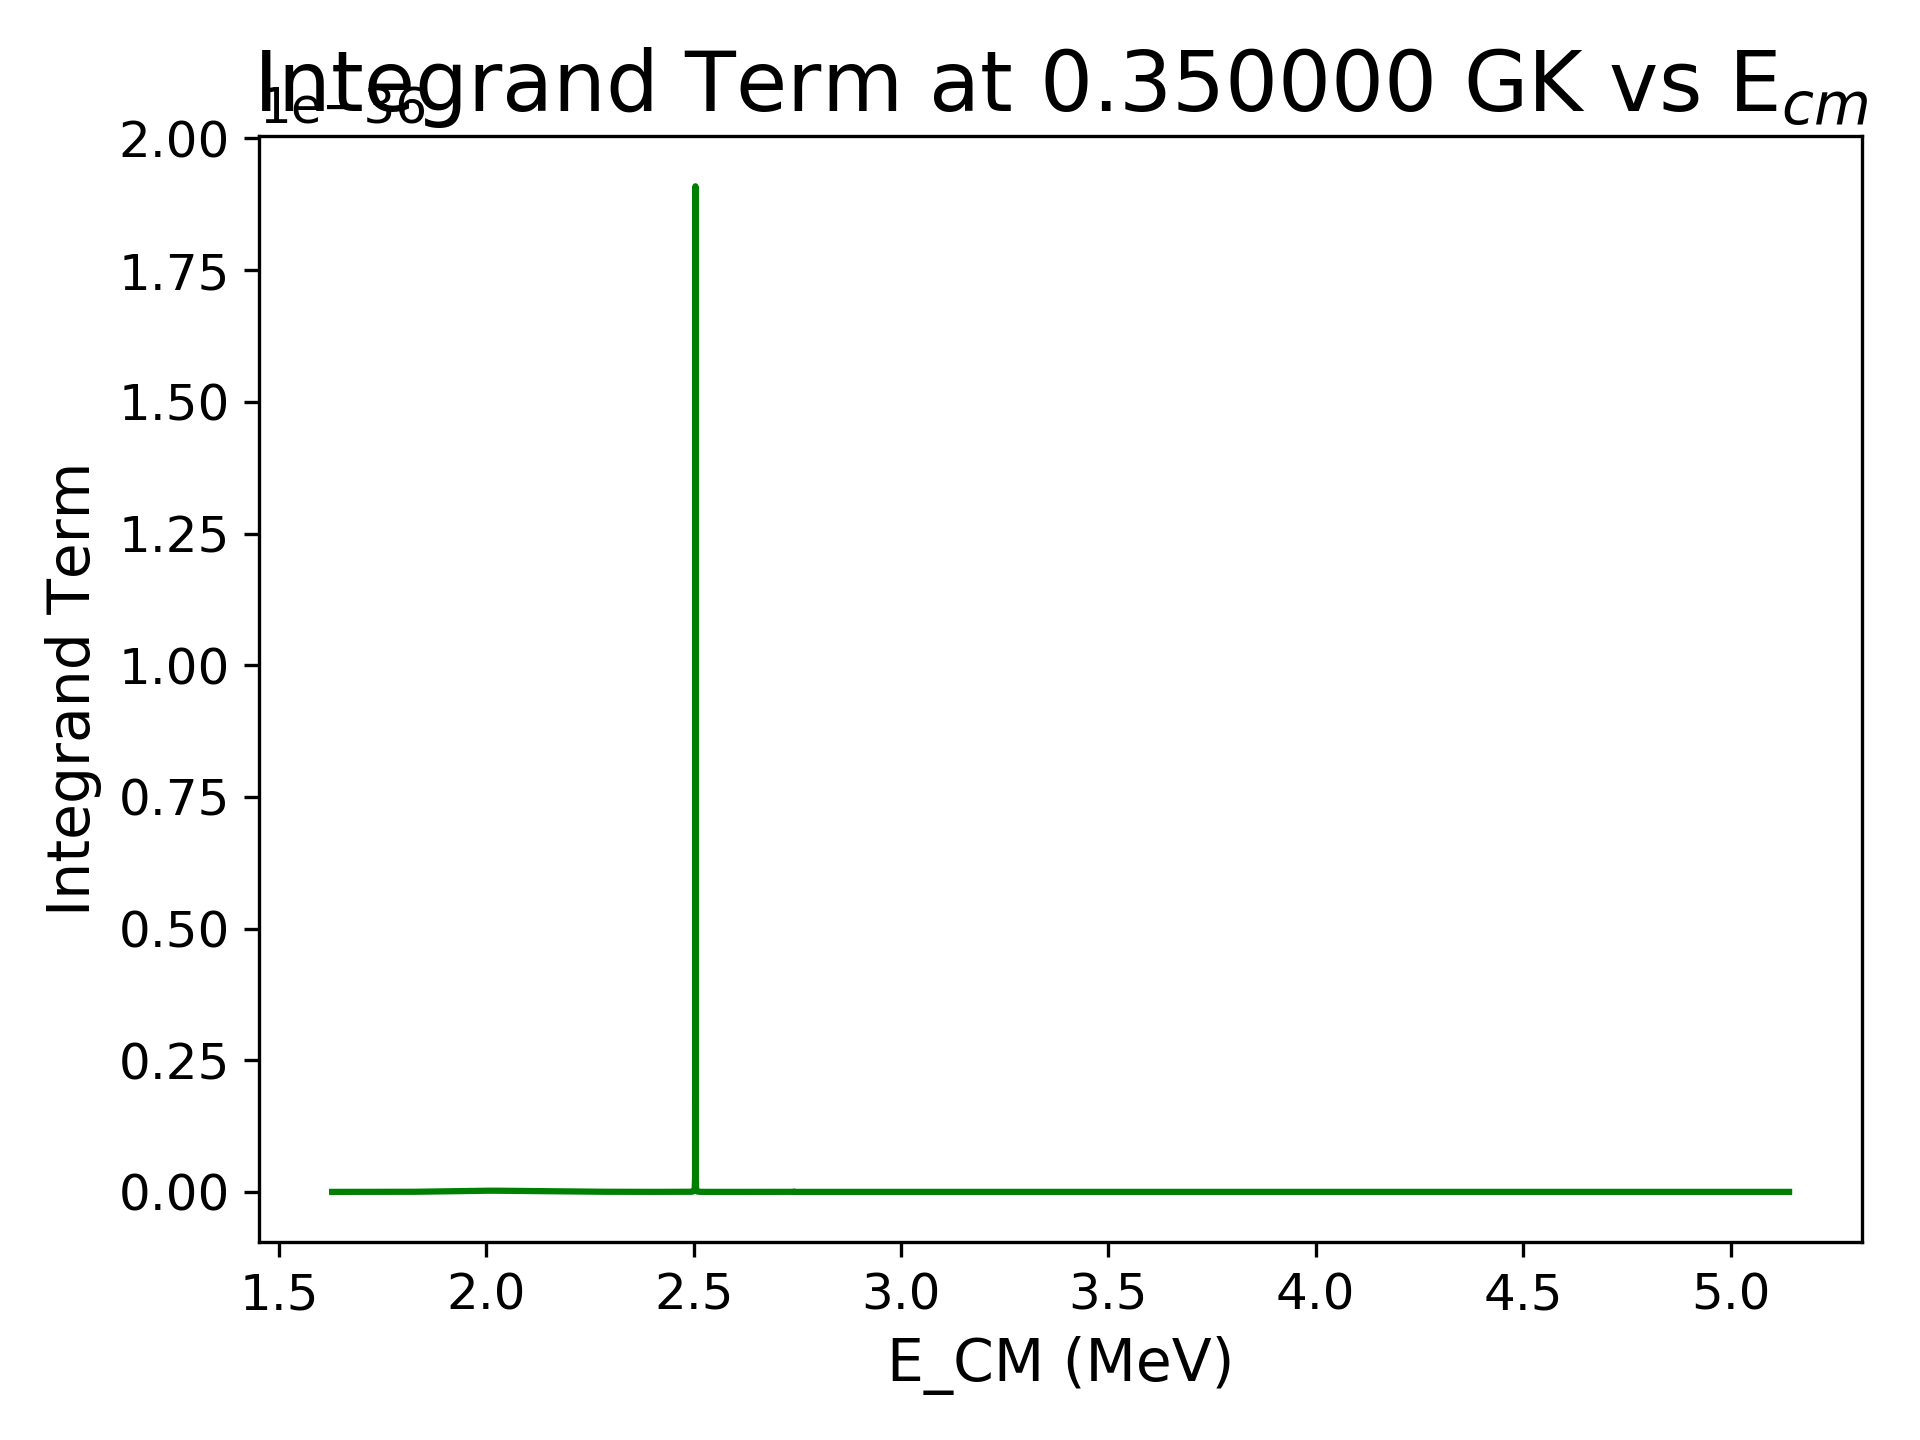 Integrand Term at 0.350000 GK vs E_cm
1e−36
2.00
1.75
1.50
1.25
1.00
0.75
0.50
0.25
0.00
Integrand Term
1.5 2.0 2.5 3.0 3.5 4.0 4.5 5.0
E_CM (MeV)